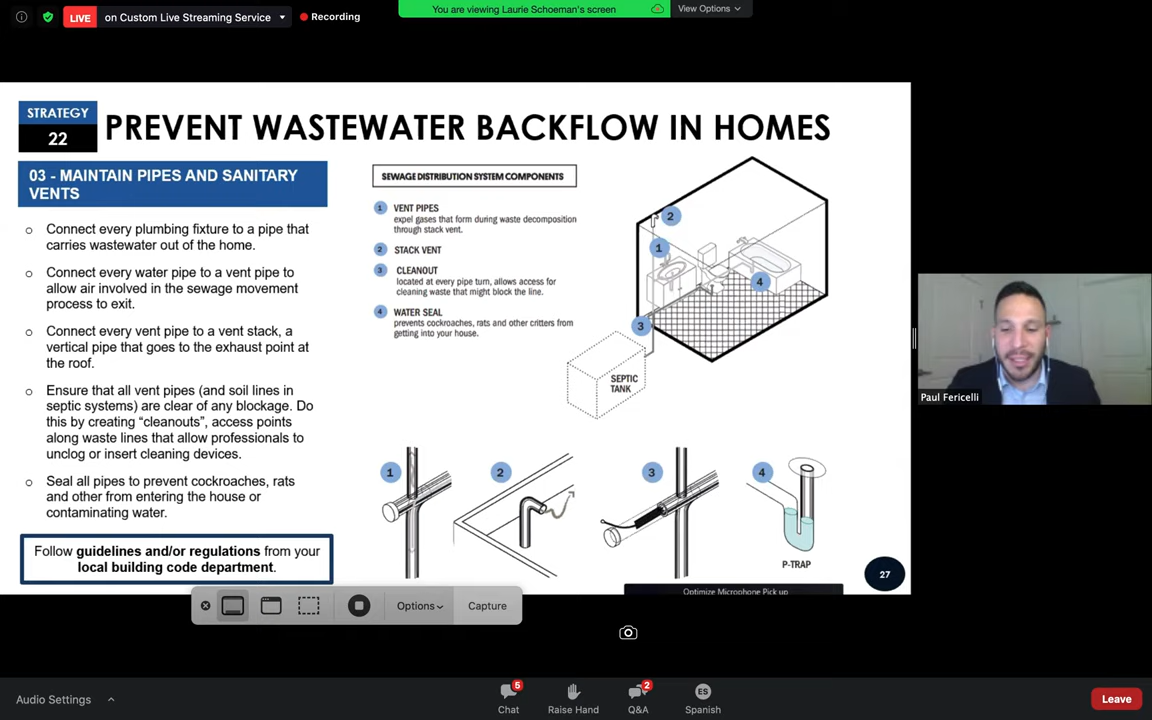 LIVE
on Custom Live Streaming Service
Recording
You are viewing Laurie Schoeman's screen
View Options
STRATEGY
22
PREVENT WASTEWATER BACKFLOW IN HOMES
03 - MAINTAIN PIPES AND SANITARY
VENTS
Connect every plumbing fixture to a pipe that
carries wastewater out of the home.
Connect every water pipe to a vent pipe to
allow air involved in the sewage movement
process to exit.
Connect every vent pipe to a vent stack, a
vertical pipe that goes to the exhaust point at
the roof.
Ensure that all vent pipes (and soil lines in
septic systems) are clear of any blockage. Do
this by creating “cleanouts”, access points
along waste lines that allow professionals to
unclog or insert cleaning devices.
Seal all pipes to prevent cockroaches, rats
and other from entering the house or
contaminating water.
Follow guidelines and/or regulations from your
local building code department.
SEWAGE DISTRIBUTION SYSTEM COMPONENTS
1 VENT PIPES
expel gases that form during waste decomposition
through stack vent.
2 STACK VENT
3 CLEANOUT
located at every pipe turn, allows access for
cleaning waste that might block the line.
4 WATER SEAL
prevents cockroaches, rats and other critters from
getting into your house.
2
1
4
3
SEPTIC
TANK
1
2
3
4
P-TRAP
27
Optimize Microphone Pick up
Paul Fericelli
Options
Capture
Audio Settings
5
Chat
Raise Hand
2
Q&A
ES
Spanish
Leave